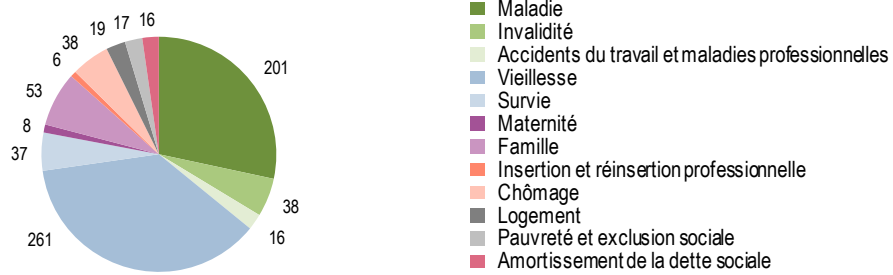 19 17 16
38
6
53
8
37
261
201
38
16
Maladie
Invalidité
Accidents du travail et maladies professionnelles
Vieillesse
Survie
Maternité
Famille
Insertion et réinsertion professionnelle
Chômage
Logement
Pauvreté et exclusion sociale
Amortissement de la dette sociale